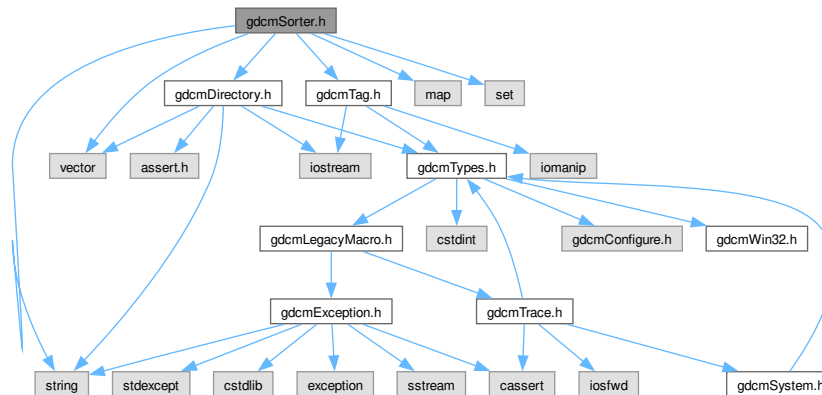 gdcmSorter.h
gdcmDirectory.h
gdcmTag.h
map
set
vector
assert.h
iostream
gdcmTypes.h
iomanip
gdcmLegacyMacro.h
cstdint
gdcmConfigure.h
gdcmWin32.h
gdcmException.h
gdcmTrace.h
string
stdexcept
cstdlib
exception
sstream
cassert
iosfwd
gdcmSystem.h